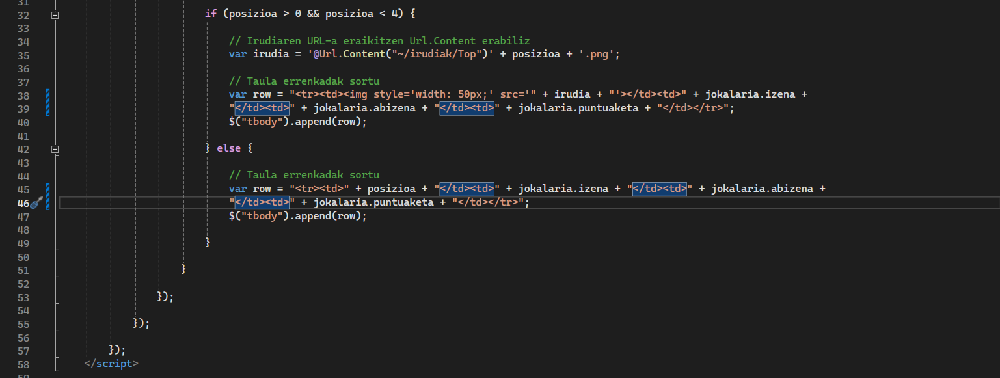 31
32 if (posizioa > 0 && posizioa < 4) {
33
34 // Irudiaren URL-a eraikitzen Url.Content erabiliz
35 var irudia = '@Url.Content("~/irudiak/Top")' + posizioa + '.png';
36
37 // Taula errenkadak sortu
38 var row = "<tr><td><img style='width: 50px;' src='" + irudia + "'></td><td>" + jokalaria.izena +
39 "</td><td>" + jokalaria.abizena + "</td><td>" + jokalaria.puntuaketa + "</td></tr>";
40 $("tbody").append(row);
41
42 } else {
43
44 // Taula errenkadak sortu
45 var row = "<tr><td>" + posizioa + "</td><td>" + jokalaria.izena + "</td><td>" + jokalaria.abizena +
46 "</td><td>" + jokalaria.puntuaketa + "</td></tr>";
47 $("tbody").append(row);
48
49 }
50
51 }
52
53 });
54
55 });
56
57 });
58 </script>
59